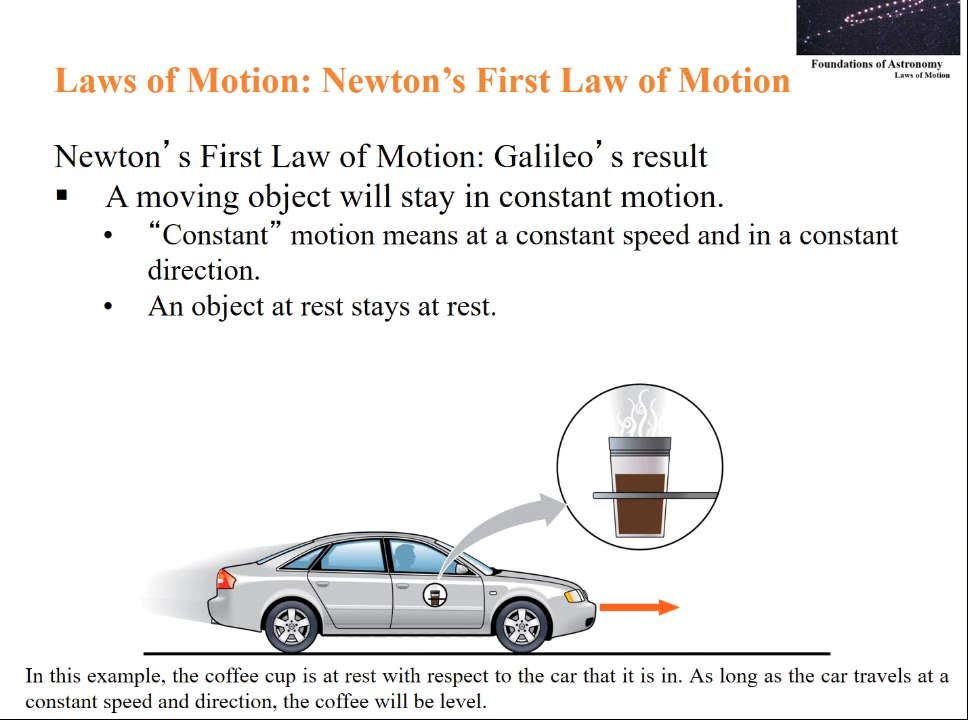 Foundations of Astronomy
Laws of Motion
Laws of Motion: Newton’s First Law of Motion
Newton’s First Law of Motion: Galileo’s result
▪ A moving object will stay in constant motion.
• “Constant” motion means at a constant speed and in a constant
direction.
• An object at rest stays at rest.
In this example, the coffee cup is at rest with respect to the car that it is in. As long as the car travels at a
constant speed and direction, the coffee will be level.